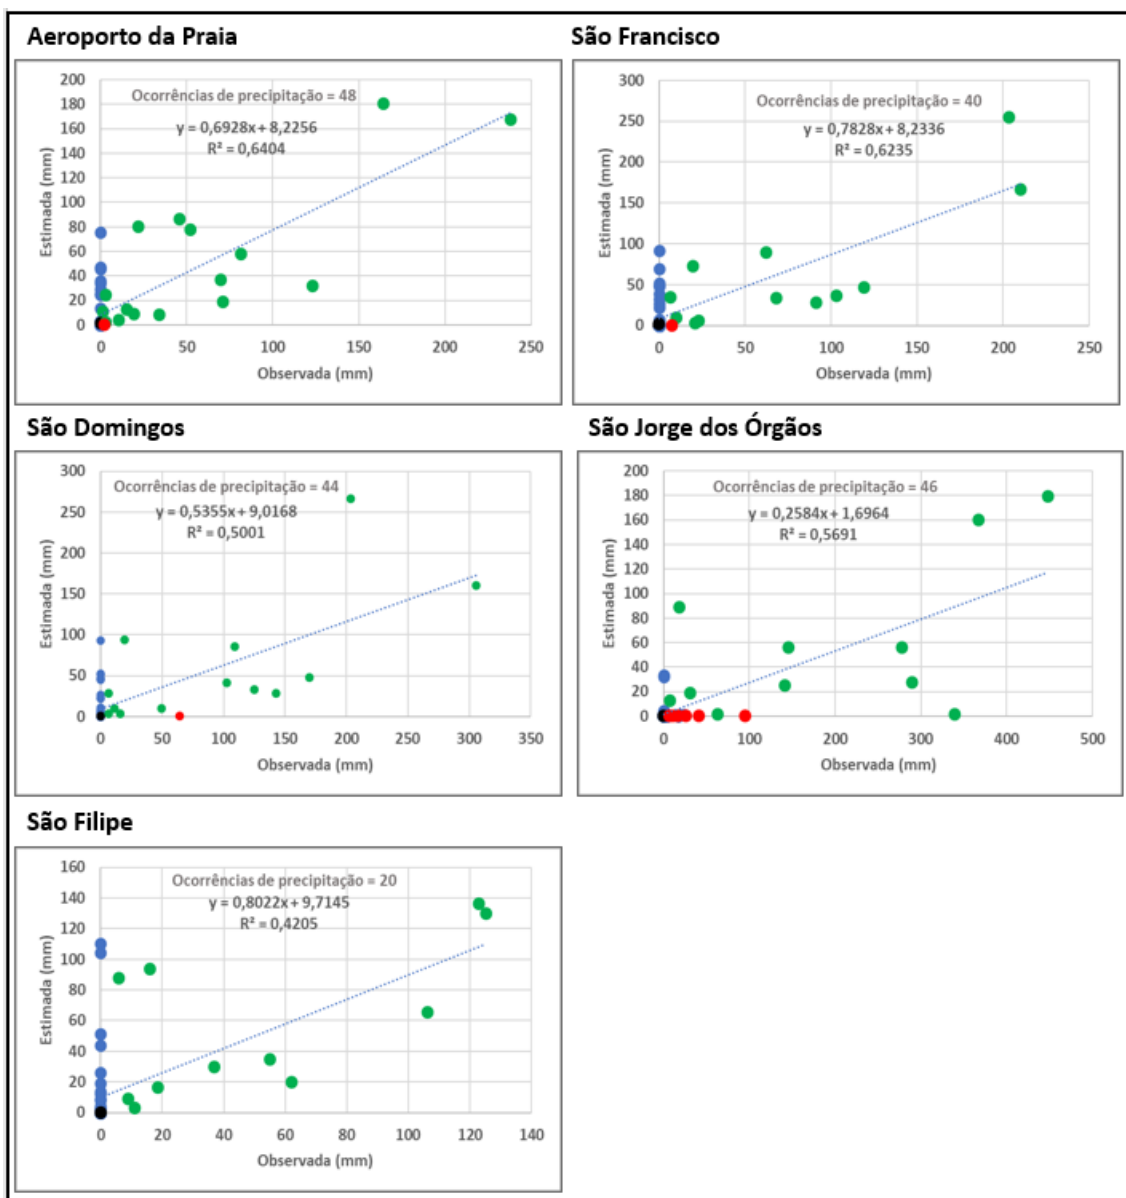 Aeroporto da Praia
Ocorrências de precipitação = 48
y = 0,6928x + 8,2256
R² = 0,6404
Estimada (mm)
200
180
160
140
120
100
80
60
40
20
0
0 50 100 150 200 250
Observada (mm)
São Francisco
Ocorrências de precipitação = 40
y = 0,7828x + 8,2336
R² = 0,6235
Estimada (mm)
300
250
200
150
100
50
0
0 50 100 150 200 250
Observada (mm)
São Domingos
Ocorrências de precipitação = 44
y = 0,5355x + 9,0168
R² = 0,5001
Estimada (mm)
300
250
200
150
100
50
0
0 50 100 150 200 250 300 350
Observada (mm)
São Jorge dos Órgãos
Ocorrências de precipitação = 46
y = 0,2584x + 1,6964
R² = 0,5691
Estimada (mm)
200
180
160
140
120
100
80
60
40
20
0
0 100 200 300 400 500
Observada (mm)
São Filipe
Ocorrências de precipitação = 20
y = 0,8022x + 9,7145
R² = 0,4205
Estimada (mm)
160
140
120
100
80
60
40
20
0
0 20 40 60 80 100 120 140
Observada (mm)